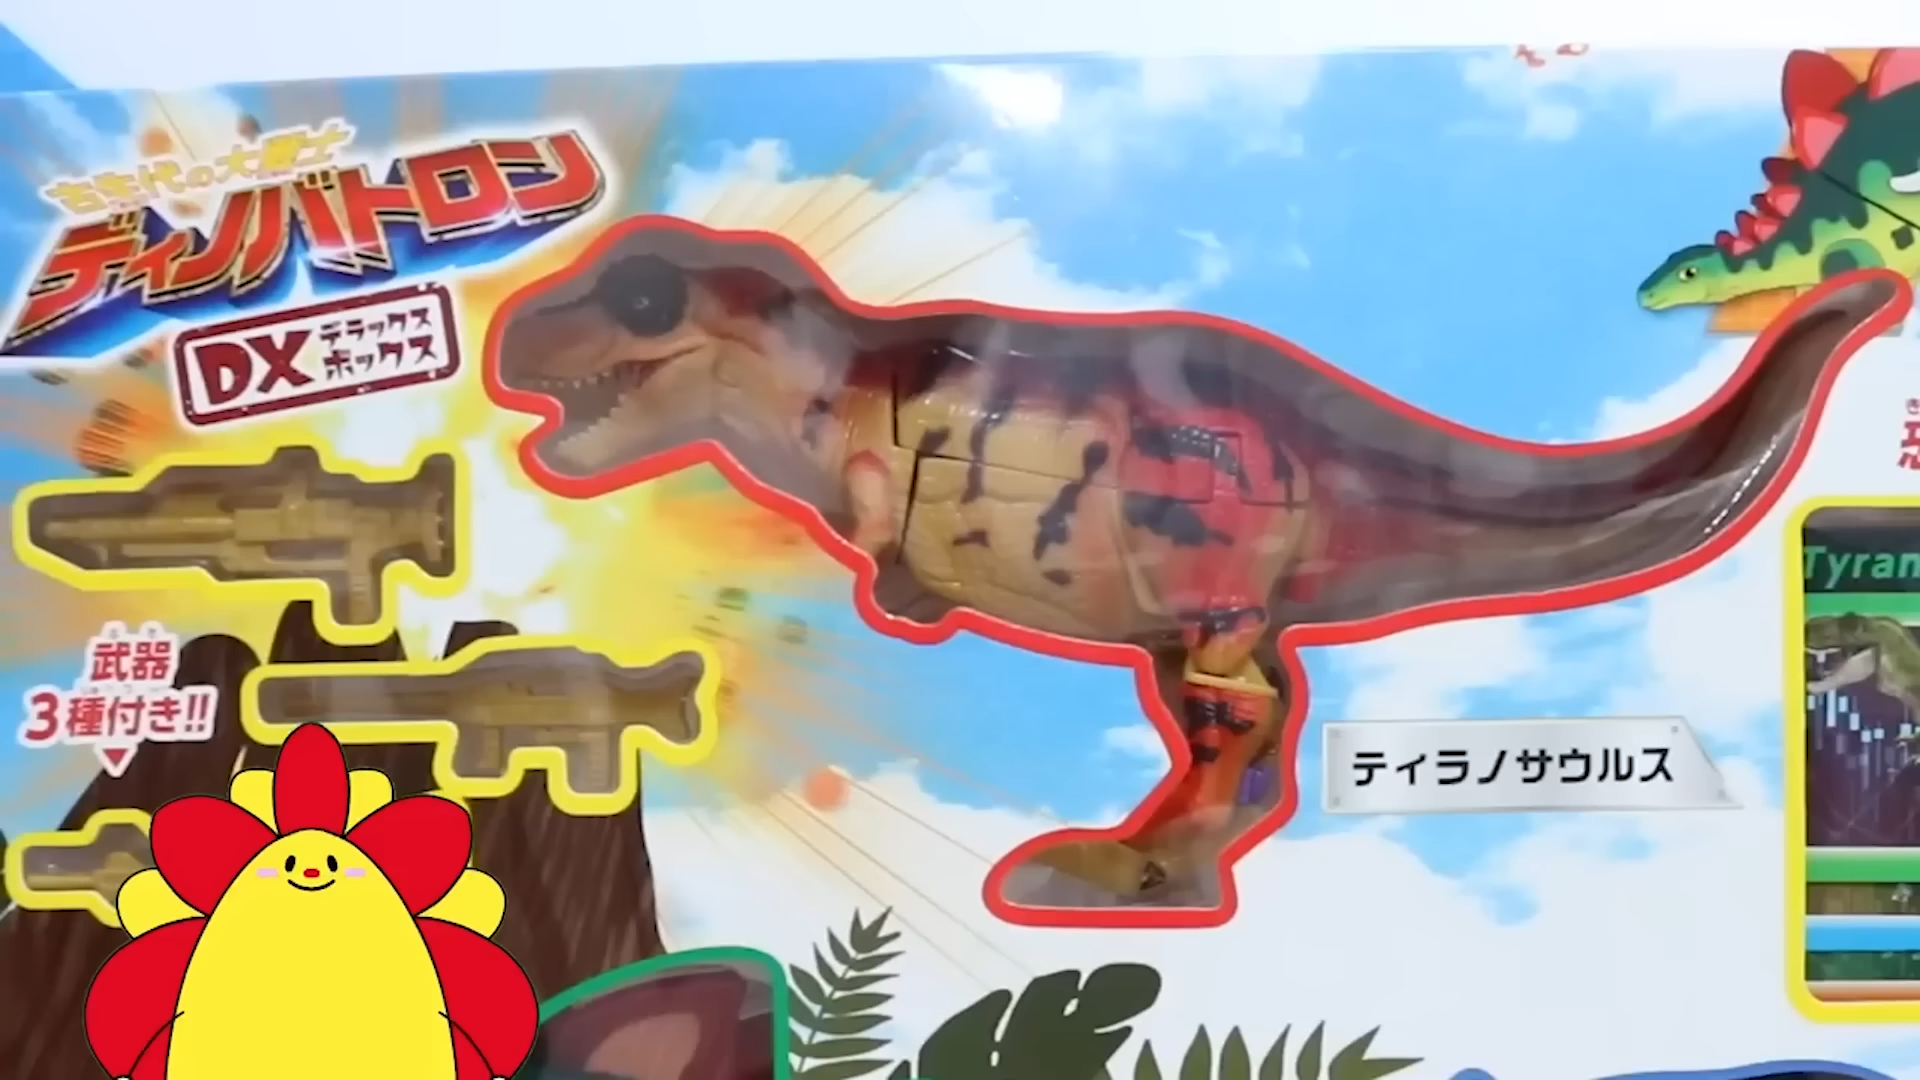 古生代の大戦士
ディノバトロン
DX デラックス
ボックス
武器
3種付き!!
ティラノサウルス
Tyran